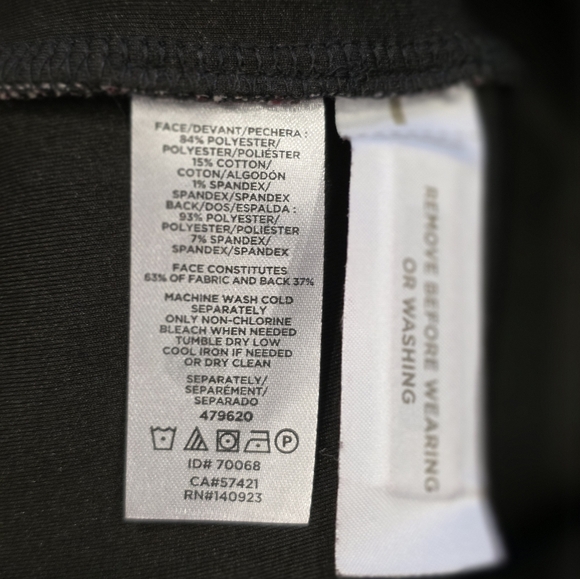 FACE/DEVANT/PECHERA :
84% POLYESTER/
POLYESTER/POLIÉSTER
15% COTTON/
COTON/ALGODÓN
1% SPANDEX/
SPANDEX/SPANDEX
BACK/DOS/ESPALDA :
93% POLYESTER/
POLYESTER/POLIÉSTER
7% SPANDEX/
SPANDEX/SPANDEX
FACE CONSTITUTES
63% OF FABRIC AND BACK 37%
MACHINE WASH COLD
SEPARATELY
ONLY NON-CHLORINE
BLEACH WHEN NEEDED
TUMBLE DRY LOW
COOL IRON IF NEEDED
OR DRY CLEAN
SEPARATELY/
SEPARÉMENT/
SEPARADO
479620
P
ID# 70068
CA#57421
RN#140923
REMOVE BEFORE WEARING
OR WASHING